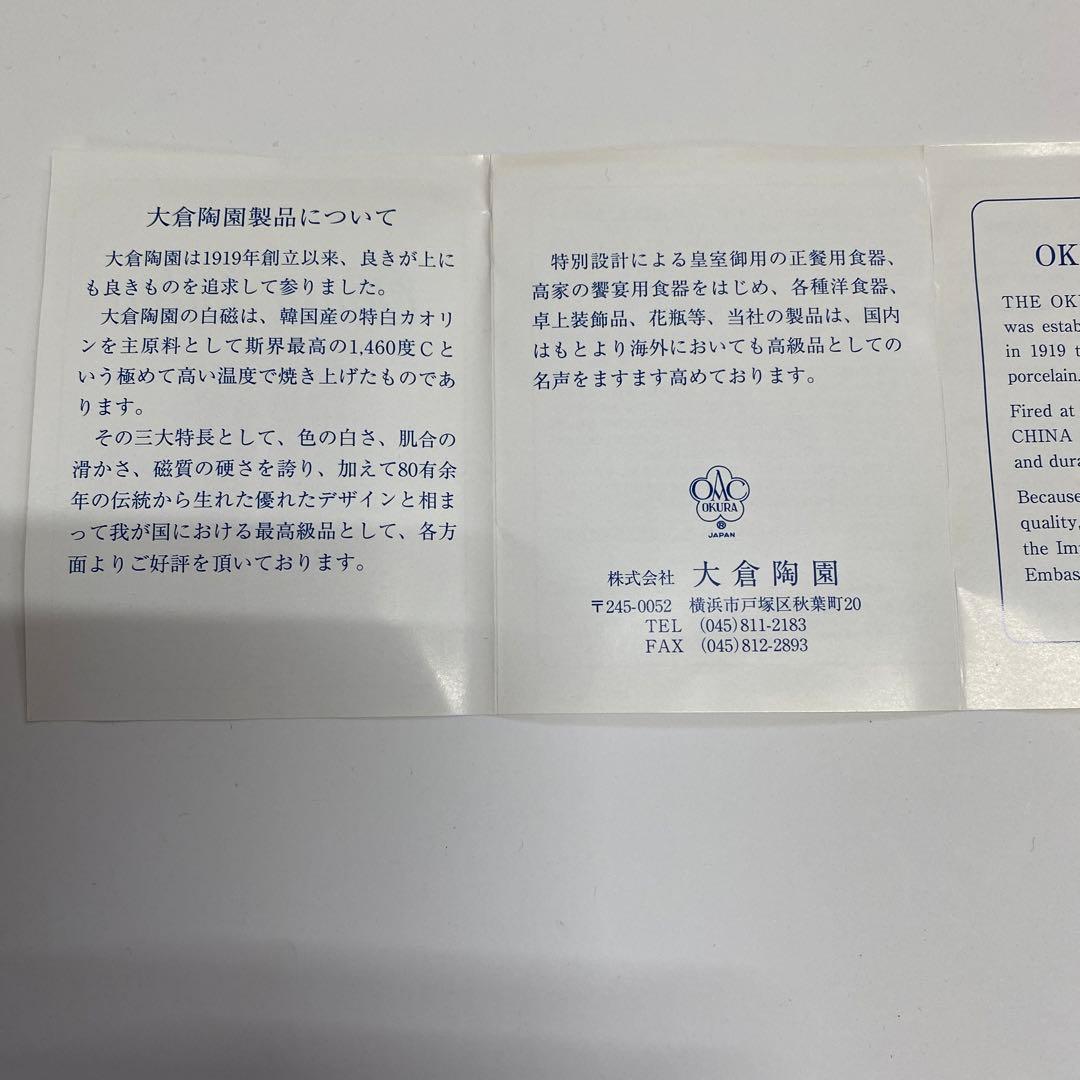 大倉陶園製品について
大倉陶園は1919年創立以来、良きが上に
も良きものを追求して参りました。
大倉陶園の白磁は、韓国産の特白カオリ
ンを主原料として斯界最高の1,460度Cと
いう極めて高い温度で焼き上げたものであ
ります。
その三大特長として、色の白さ、肌合の
滑かさ、磁質の硬さを誇り、加えて80有余
年の伝統から生れた優れたデザインと相ま
って我が国における最高級品として、各方
面よりご好評を頂いております。
特別設計による皇室御用の正餐用食器、
高家の饗宴用食器をはじめ、各種洋食器、
卓上装飾品、花瓶等、当社の製品は、国内
はもとより海外においても高級品としての
名声をますます高めております。
OAC
OKURA
®
JAPAN
株式会社 大倉陶園
〒245-0052 横浜市戸塚区秋葉町20
TEL (045)811-2183
FAX (045)812-2893
OK
THE OK
was estab
in 1919 t
porcelain.
Fired at
CHINA
and dura
Because
quality,
the Im
Embas